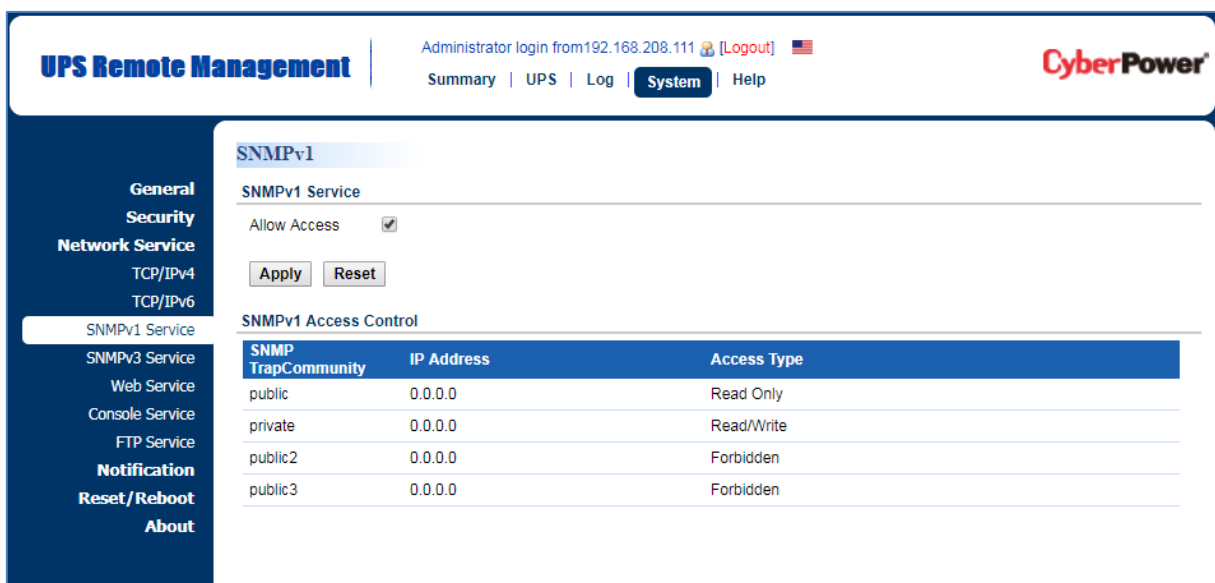 UPS Remote Management
Administrator login from192.168.208.111 [Logout]
Summary | UPS | Log | System | Help
CyberPower
General
Security
Network Service
TCP/IPv4
TCP/IPv6
SNMPv1 Service
SNMPv3 Service
Web Service
Console Service
FTP Service
Notification
Reset/Reboot
About
SNMPv1
SNMPv1 Service
Allow Access
Apply Reset
SNMPv1 Access Control
SNMP TrapCommunity IP Address Access Type
public 0.0.0.0 Read Only
private 0.0.0.0 Read/Write
public2 0.0.0.0 Forbidden
public3 0.0.0.0 Forbidden